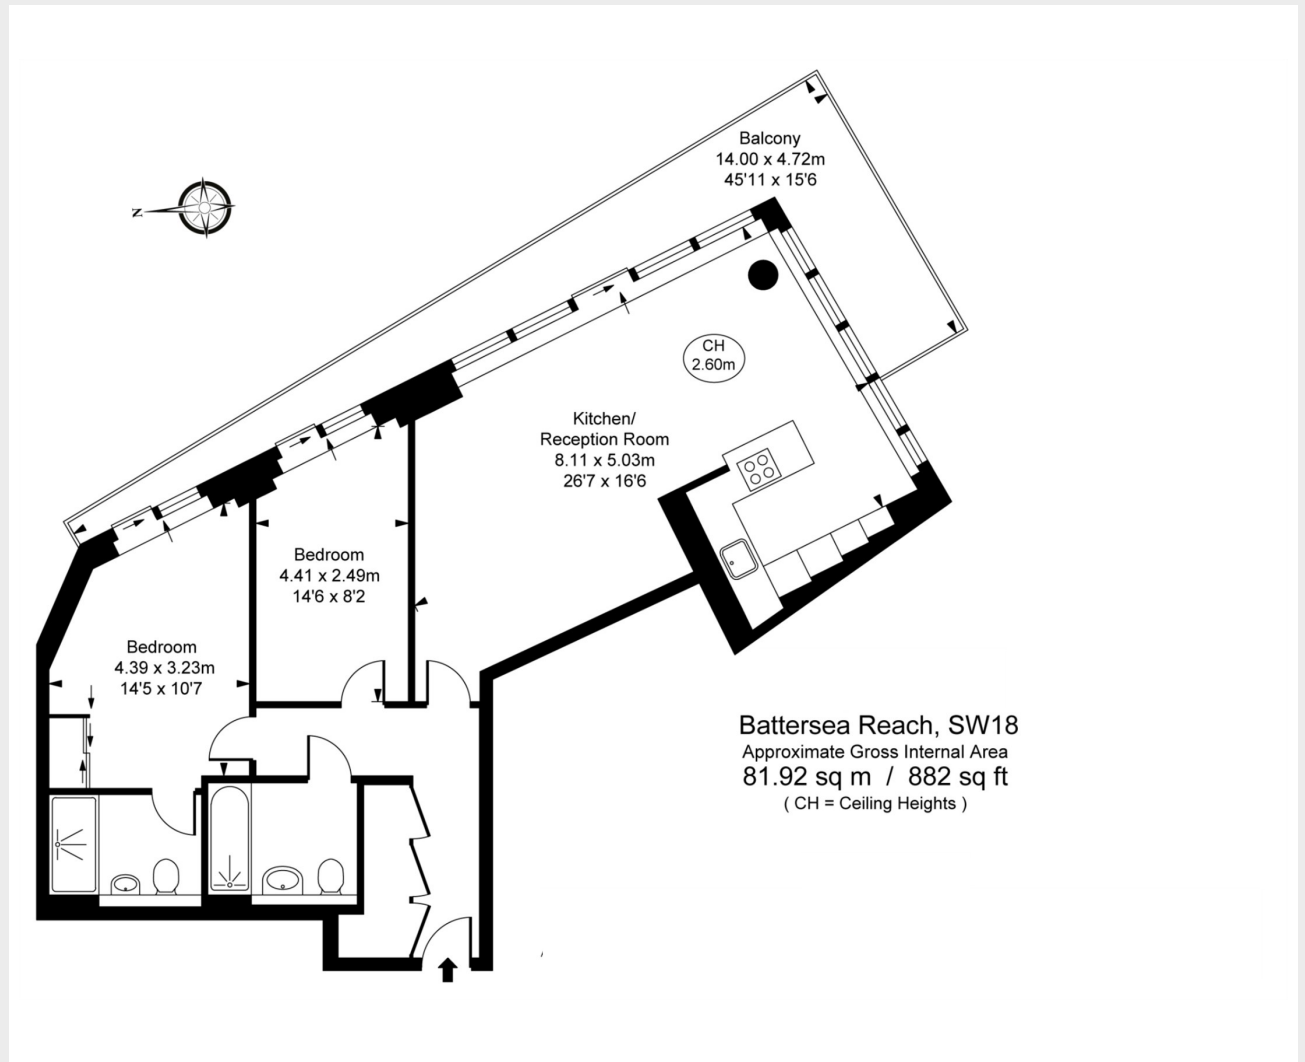 Balcony
14.00 x 4.72m
45'11 x 15'6
N
CH
2.60m
Kitchen/
Reception Room
8.11 x 5.03m
26'7 x 16'6
Bedroom
4.41 x 2.49m
14'6 x 8'2
Bedroom
4.39 x 3.23m
14'5 x 10'7
Battersea Reach, SW18
Approximate Gross Internal Area
81.92 sq m / 882 sq ft
( CH = Ceiling Heights )